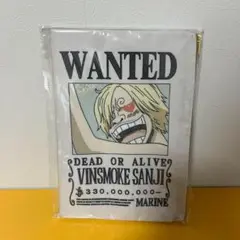 WANTED
DEAD OR ALIVE
VINSMOKE SANJI
330,000,000-
MARINE